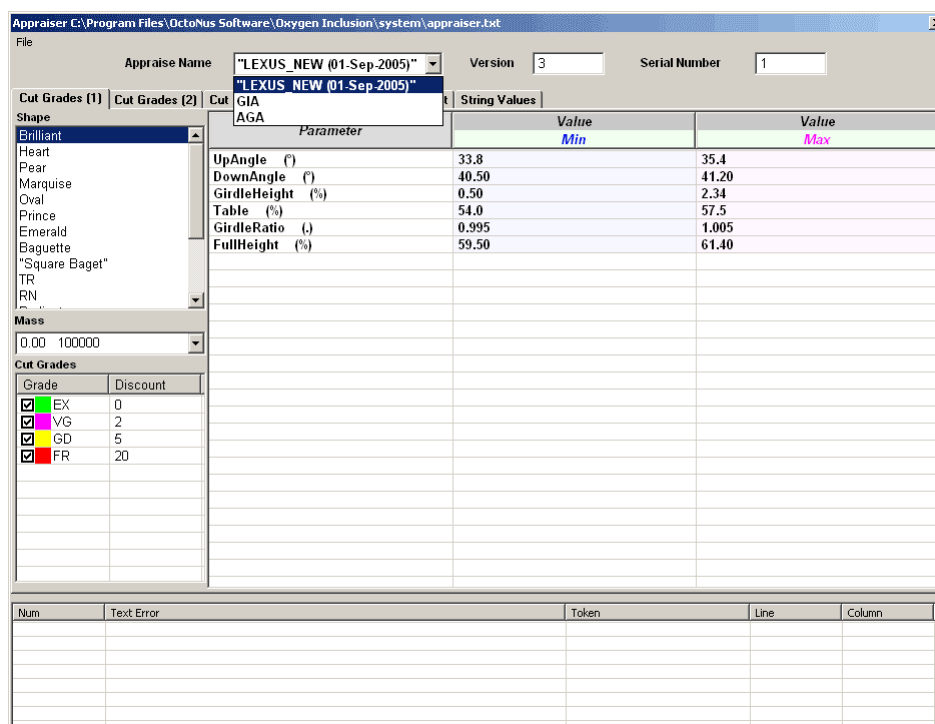 Appraiser C:\Program Files\OctoNus Software\Oxygen Inclusion\system\appraiser.txt
File
Appraise Name "LEXUS_NEW (01-Sep-2005)" Version 3 Serial Number 1
"LEXUS_NEW (01-Sep-2005)"
GIA
AGA
Cut Grades (1) Cut Grades (2) Cut t String Values
Shape
Brilliant
Heart
Pear
Marquise
Oval
Prince
Emerald
Baguette
"Square Baget"
TR
RN
Mass
0.00 100000
Cut Grades
Grade Discount
EX 0
VG 2
GD 5
FR 20
Parameter Value Value
Min Max
UpAngle (°) 33.8 35.4
DownAngle (°) 40.50 41.20
GirdleHeight (%) 0.50 2.34
Table (%) 54.0 57.5
GirdleRatio (.) 0.995 1.005
FullHeight (%) 59.50 61.40
Num Text Error Token Line Column